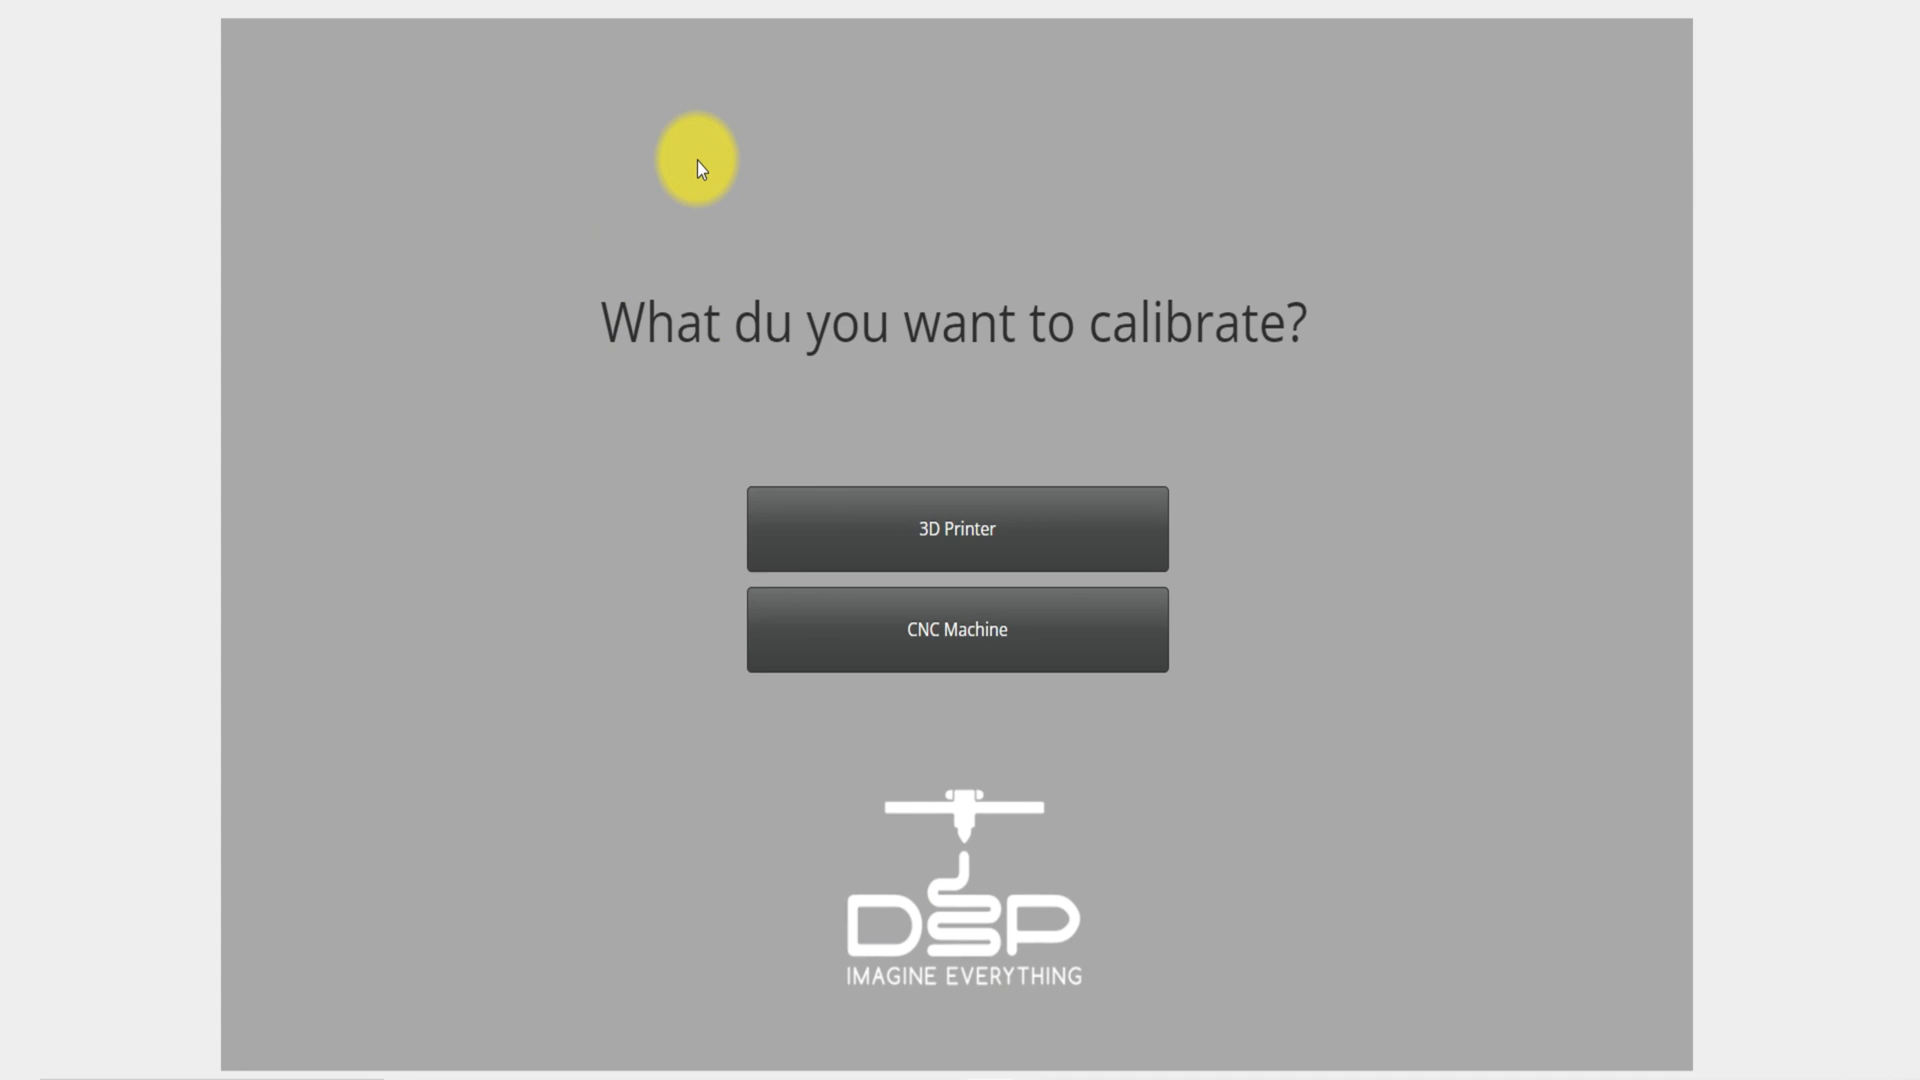 What du you want to calibrate?
3D Printer
CNC Machine
DSP
IMAGINE EVERYTHING